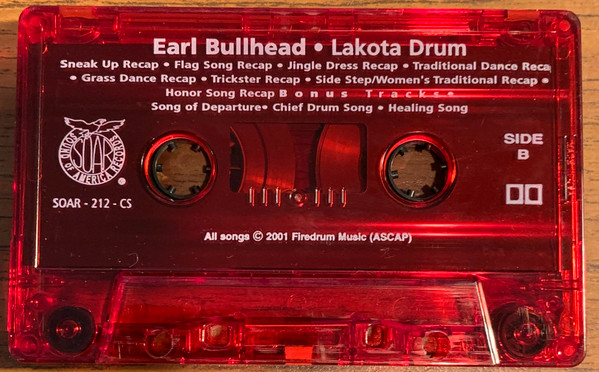 Earl Bullhead • Lakota Drum
Sneak Up Recap • Flag Song Recap • Jingle Dress Recap • Traditional Dance Recap
• Grass Dance Recap • Trickster Recap • Side Step/Women's Traditional Recap •
Honor Song Recap Bonus Tracks•
Song of Departure• Chief Drum Song • Healing Song
SOUND
SOAR
OF AMERICA RECORDS
®
SOAR - 212 - CS
SIDE
B
All songs © 2001 Firedrum Music (ASCAP)